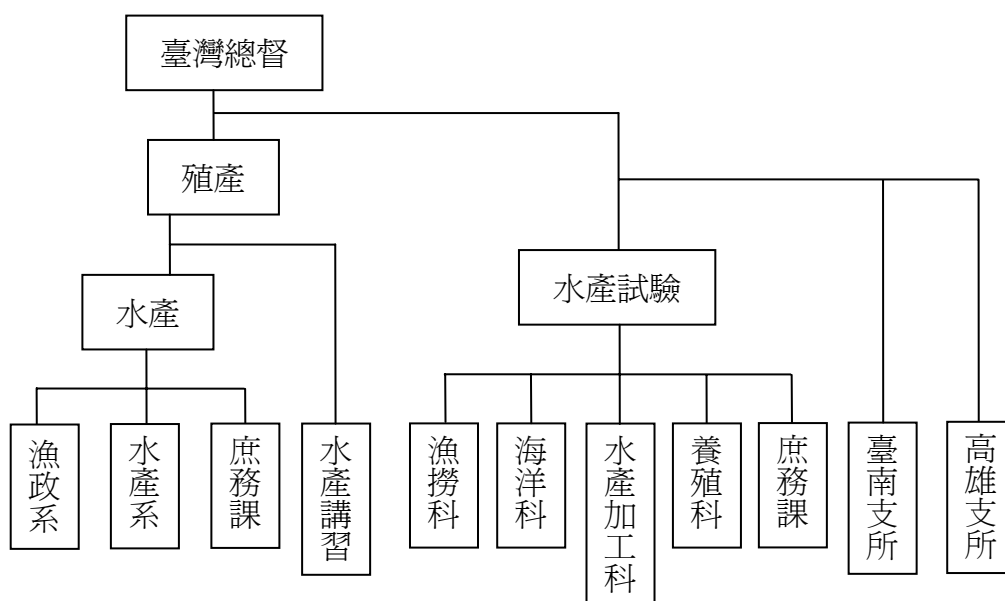 臺灣總督
殖產
水產
水產試驗
漁政系
水產系
庶務課
水產講習
漁撈科
海洋科
水產加工科
養殖科
庶務課
臺南支所
高雄支所